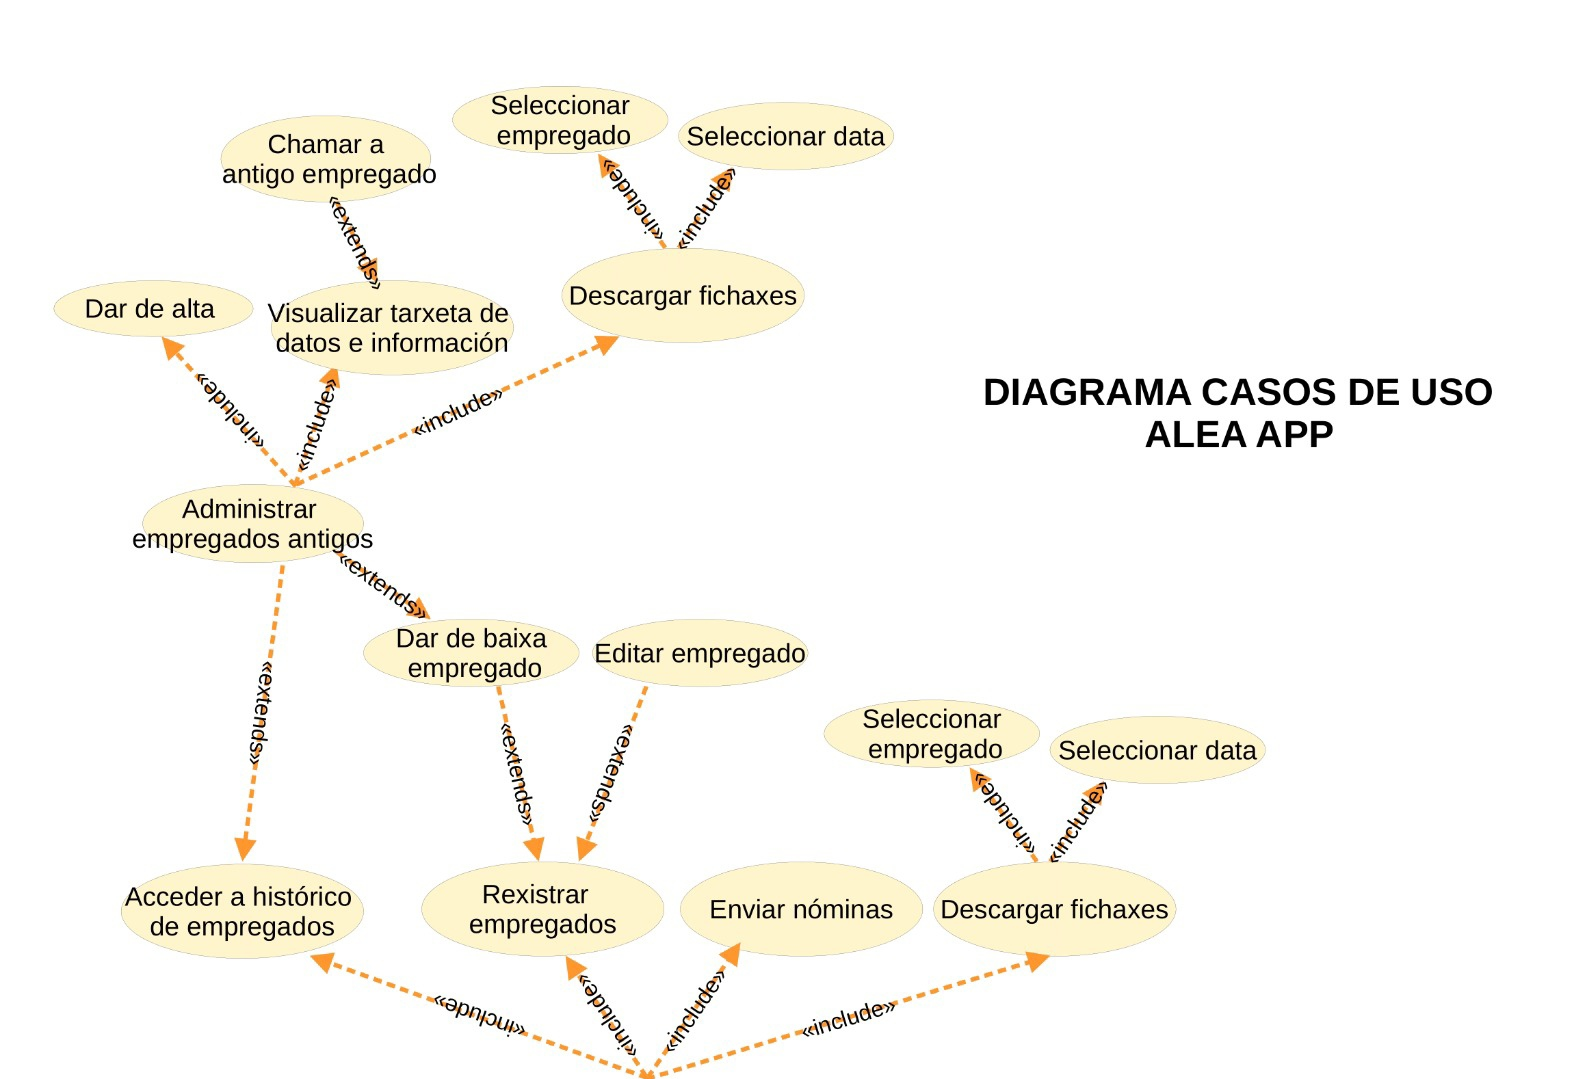 Seleccionar
empregado
Seleccionar data
Chamar a
antigo empregado
«include»
«include»
«extends»
Dar de alta
Visualizar tarxeta de
datos e información
Descargar fichaxes
«include»
«include»
«include»
DIAGRAMA CASOS DE USO
ALEA APP
Administrar
empregados antigos
«extends»
Dar de baixa
empregado
Editar empregado
«extends»
«extends»
«extends»
Seleccionar
empregado
Seleccionar data
«include»
«include»
Acceder a histórico
de empregados
Rexistrar
empregados
Enviar nóminas
Descargar fichaxes
«include»
«include»
«include»
«include»